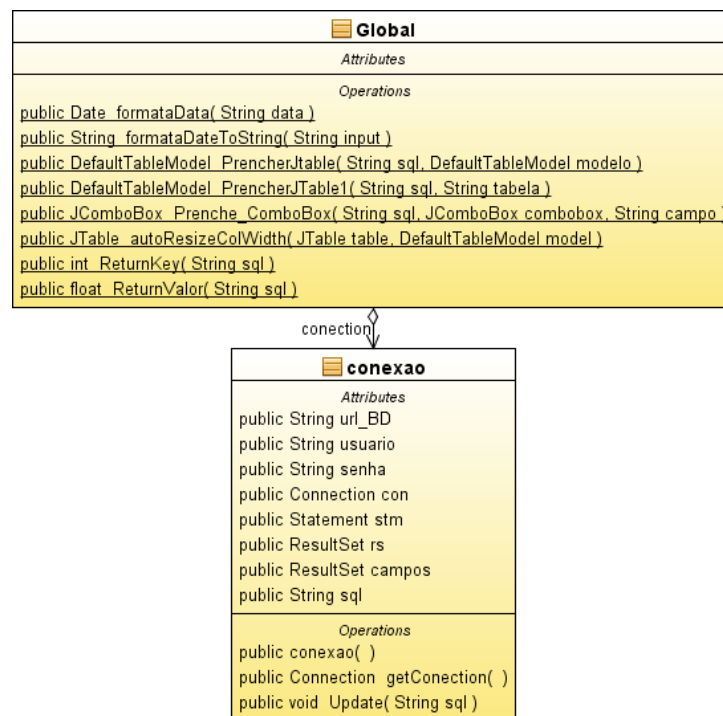 Global
Attributes
Operations
public Date formataData( String data )
public String formataDateToString( String input )
public DefaultTableModel PrencherJtable( String sql, DefaultTableModel modelo )
public DefaultTableModel PrencherJTable1( String sql, String tabela )
public JComboBox Prenche_ComboBox( String sql, JComboBox combobox, String campo )
public JTable autoResizeColWidth( JTable table, DefaultTableModel model )
public int ReturnKey( String sql )
public float ReturnValor( String sql )
conection
conexao
Attributes
public String url_BD
public String usuario
public String senha
public Connection con
public Statement stm
public ResultSet rs
public ResultSet campos
public String sql
Operations
public conexao( )
public Connection getConection( )
public void Update( String sql )